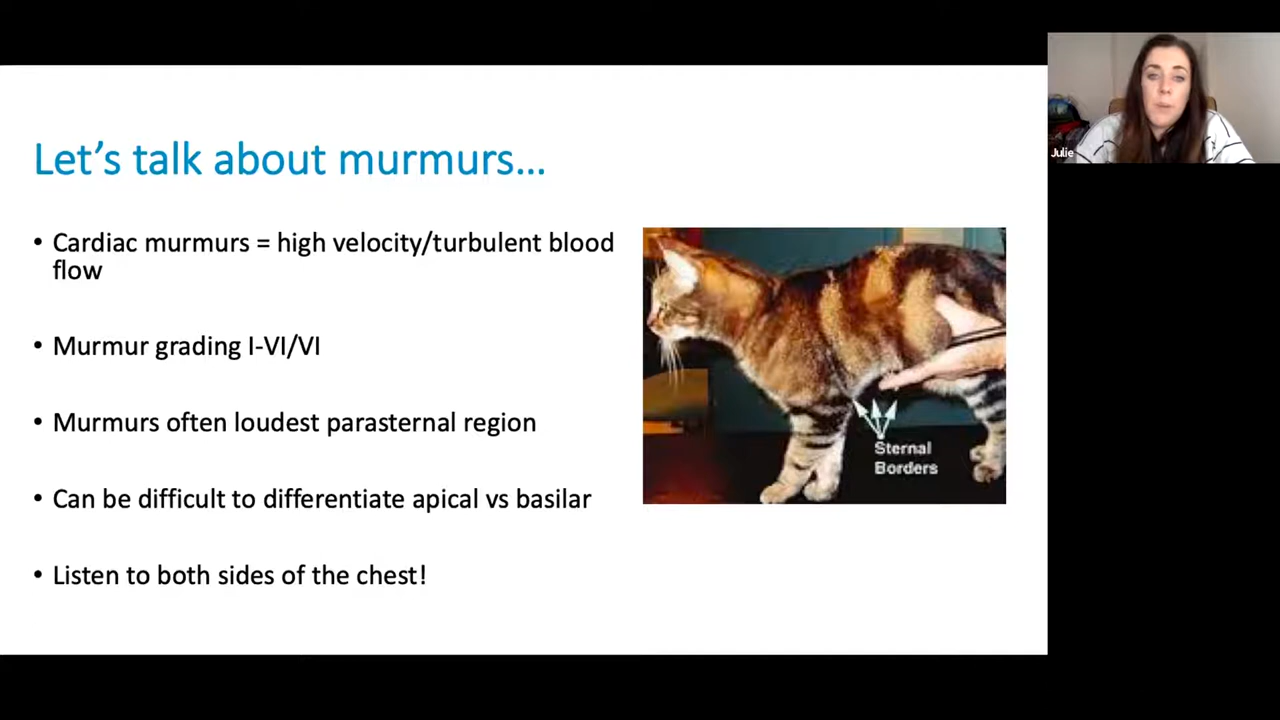 Let's talk about murmurs...
• Cardiac murmurs = high velocity/turbulent blood
flow
• Murmur grading I-VI/VI
• Murmurs often loudest parasternal region
• Can be difficult to differentiate apical vs basilar
• Listen to both sides of the chest!
Sternal
Borders
Julie